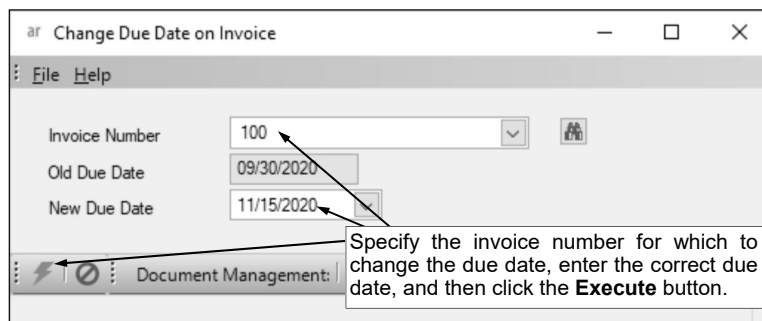 ar Change Due Date on Invoice
File Help
Invoice Number 100
Old Due Date 09/30/2020
New Due Date 11/15/2020
Document Management:
Specify the invoice number for which to
change the due date, enter the correct due
date, and then click the Execute button.